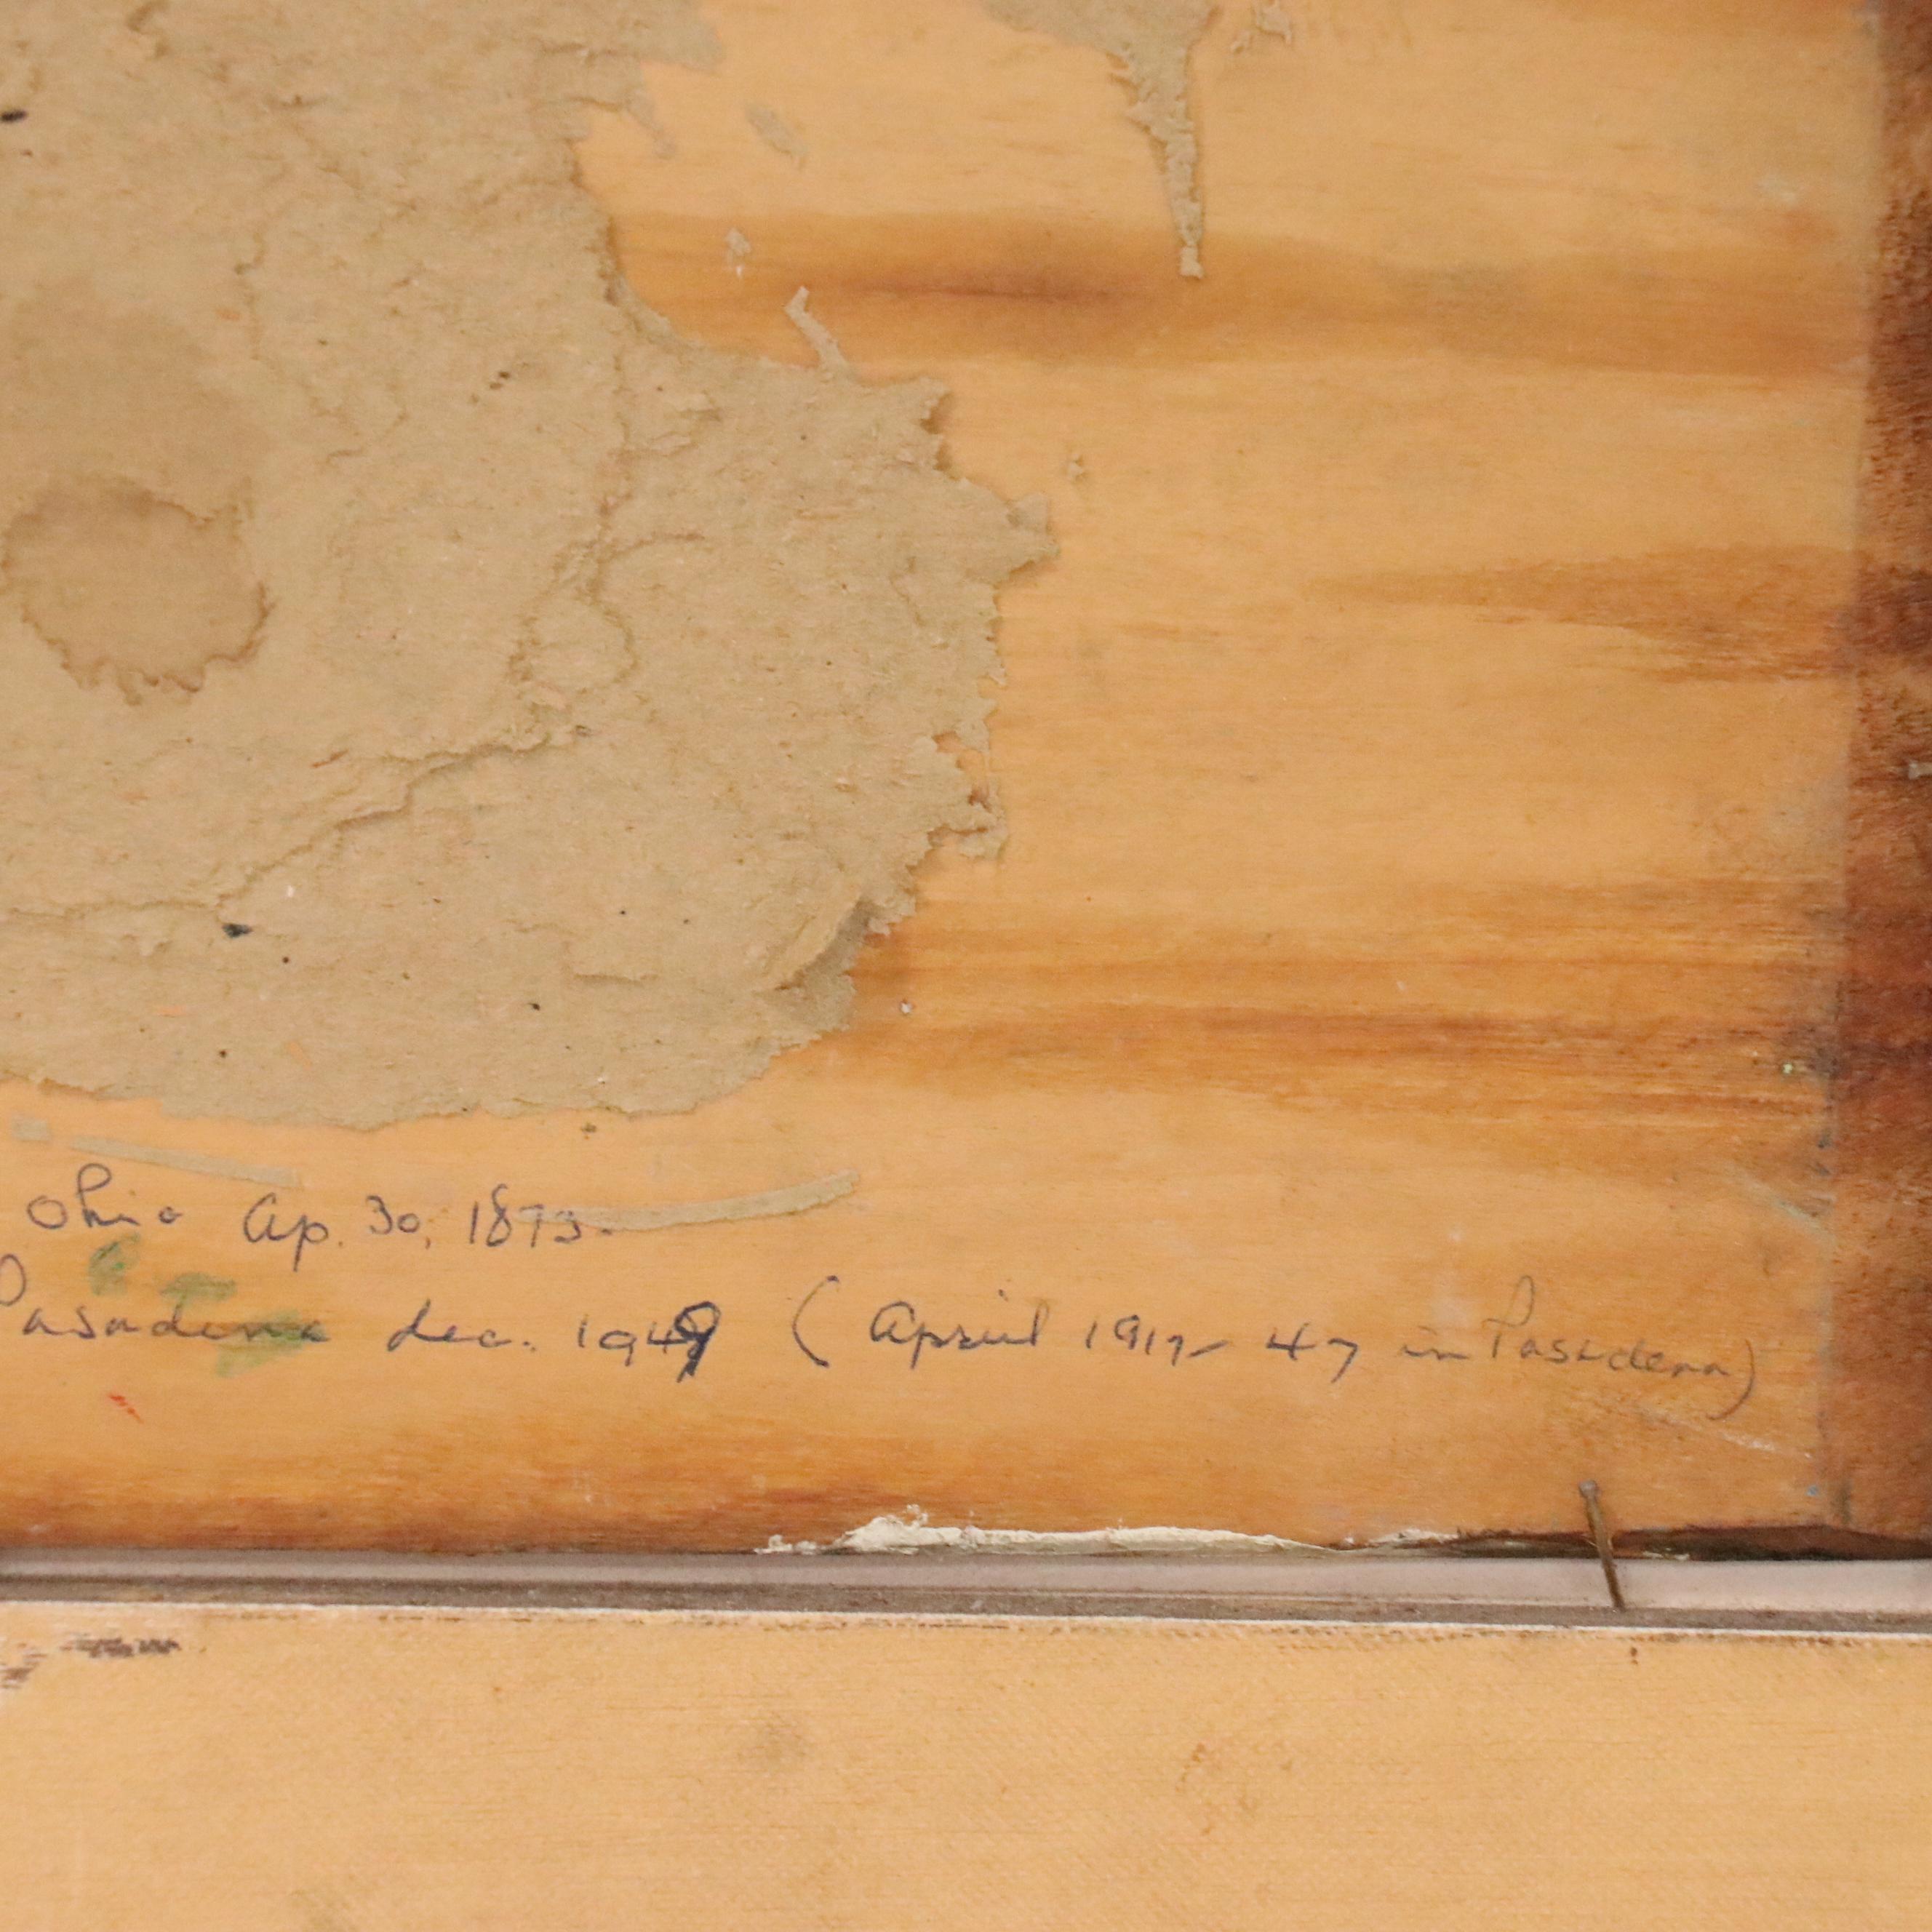 Ohio Ap. 30, 1873.
Pasadena Dec. 1949 (April 1917- 47 in Pasadena)